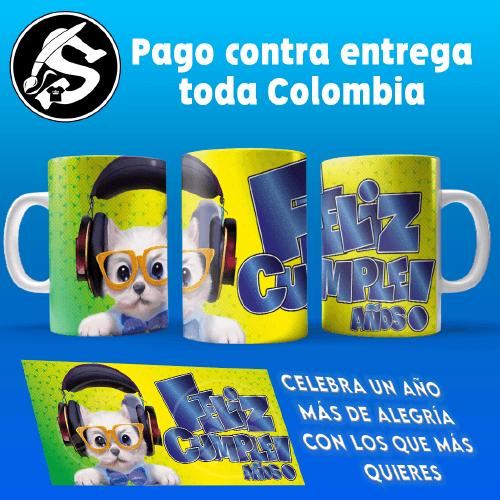 S
Pago contra entrega
toda Colombia
FELIZ
CUMPLE
AÑOS
FELIZ
CUMPLE
AÑOS
CELEBRA UN AÑO
MÁS DE ALEGRÍA
CON LOS QUE MÁS
QUIERES